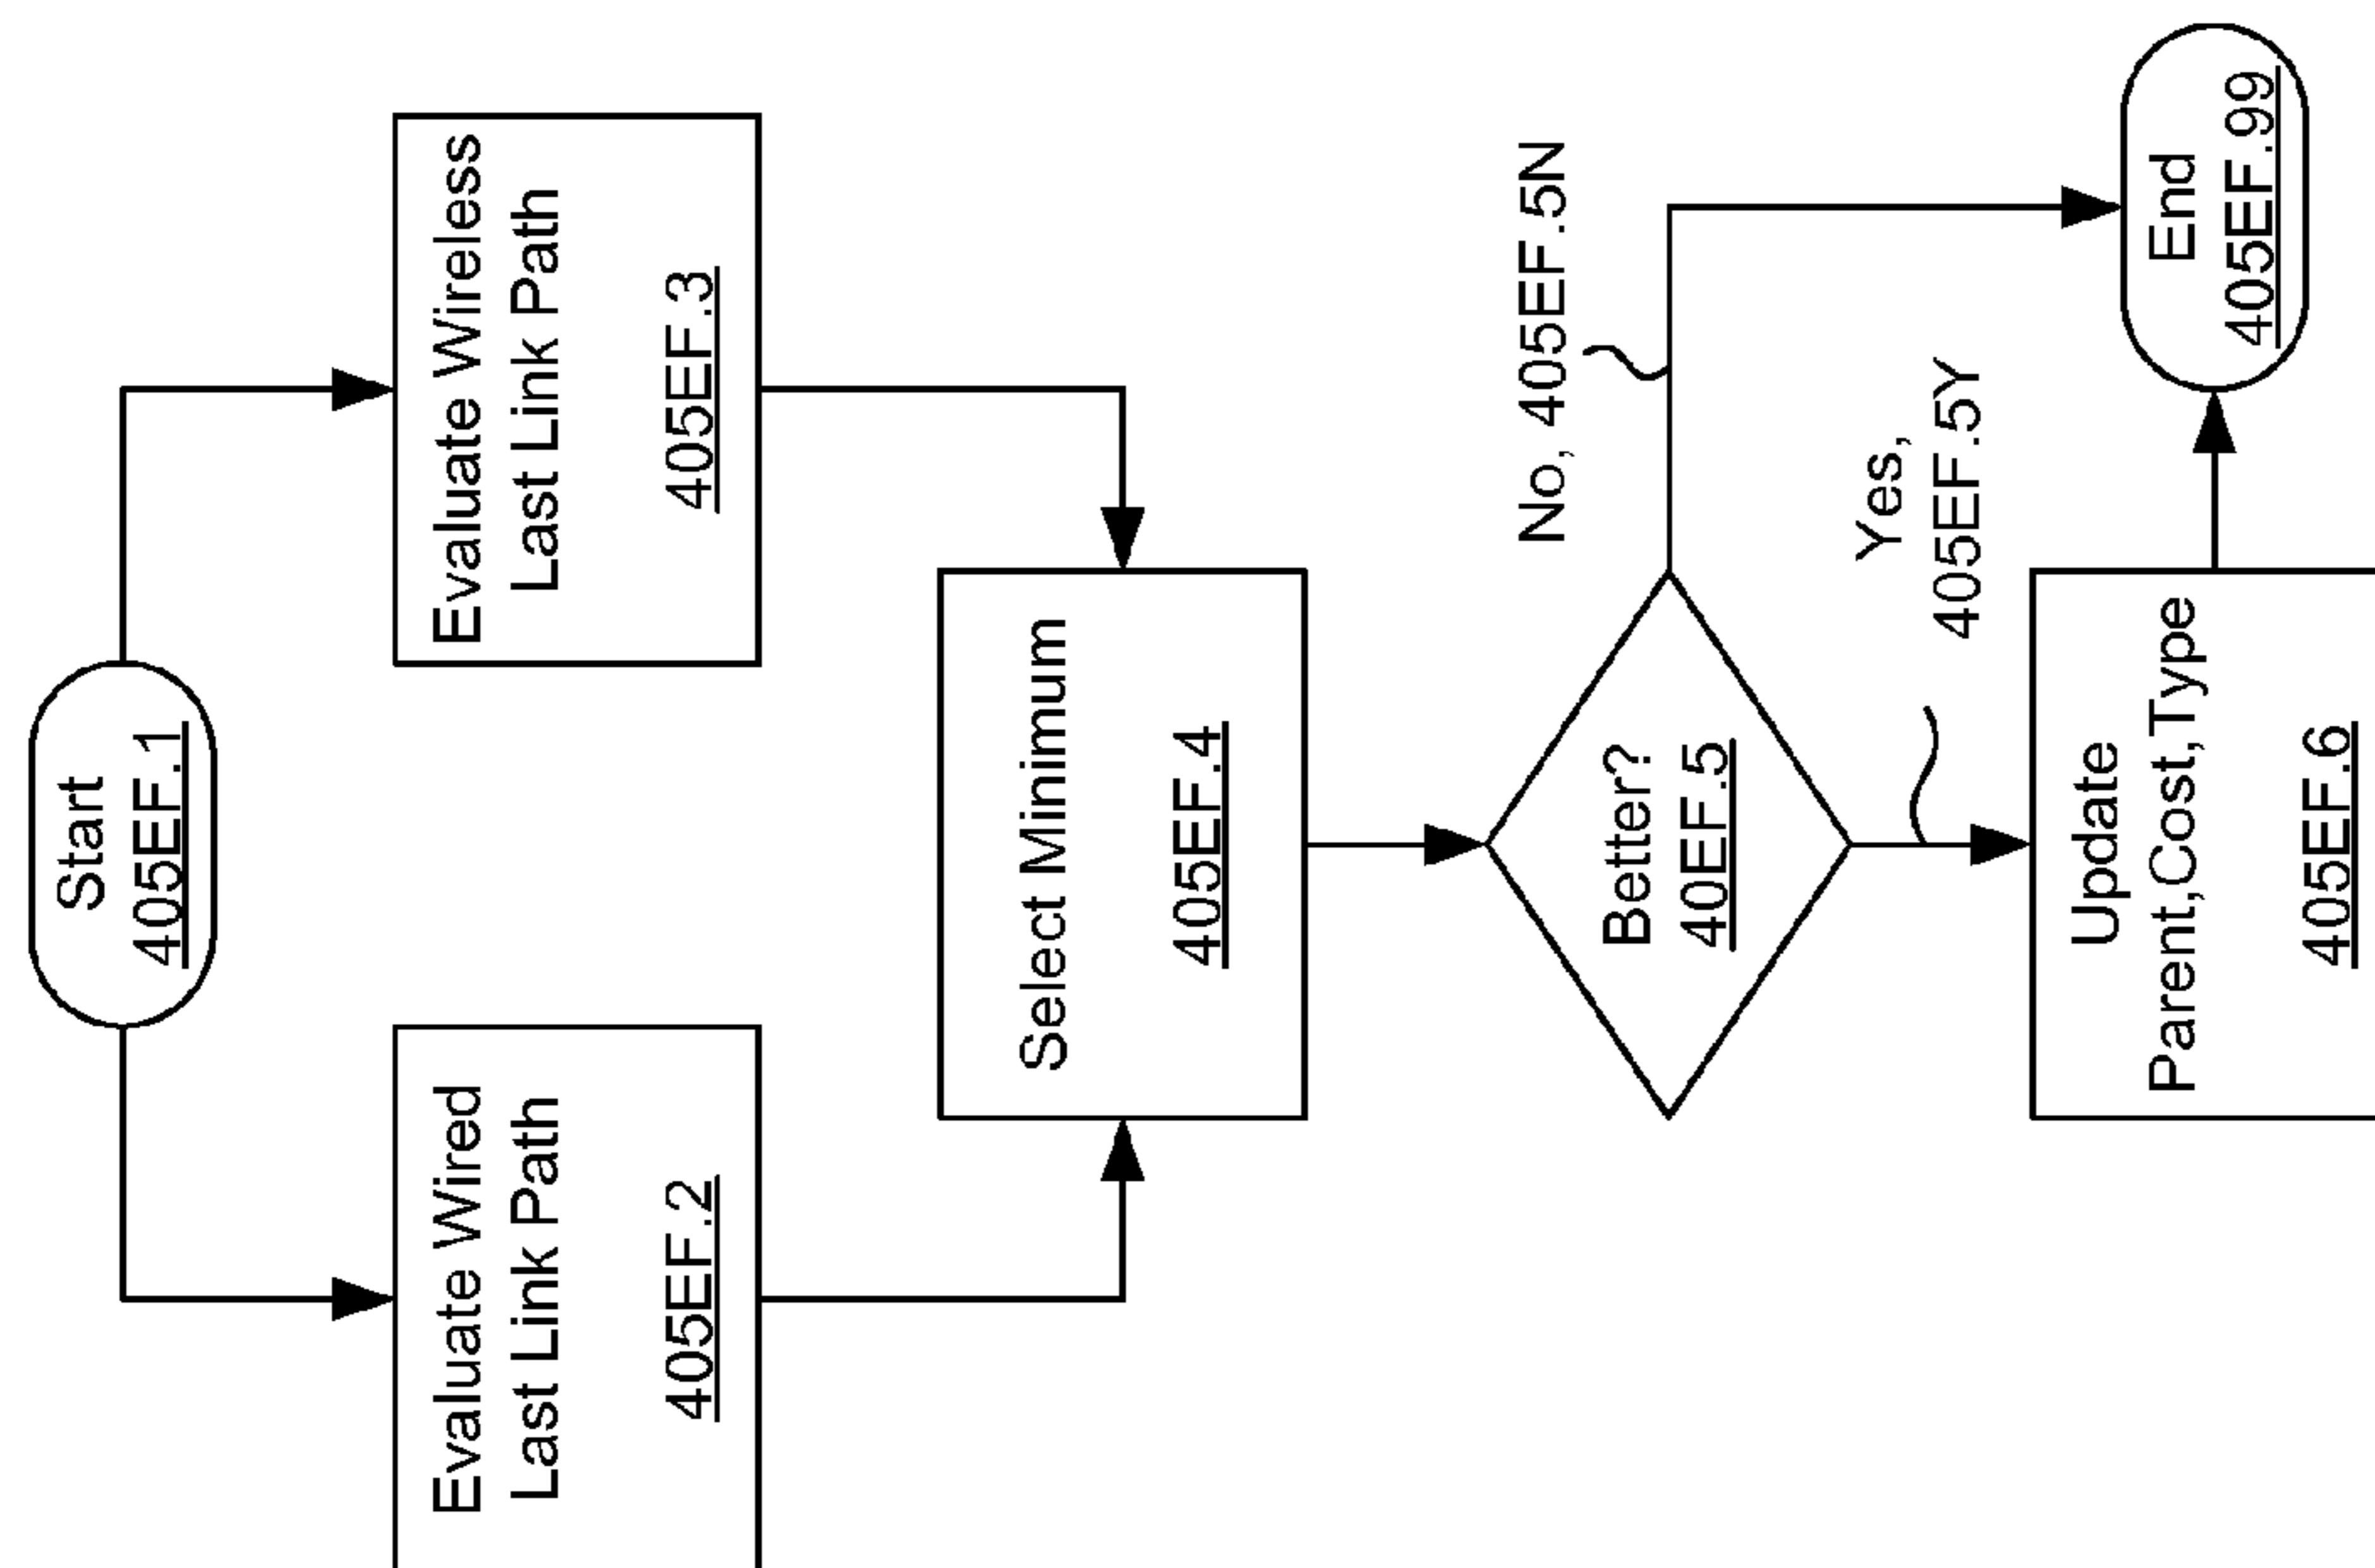 Start
405EF.1
Evaluate Wired
Last Link Path
405EF.2
Evaluate Wireless
Last Link Path
405EF.3
Select Minimum
405EF.4
Better?
40EF.5
No, 405EF.5N
Yes,
405EF.5Y
Update
Parent,Cost,Type
405EF.6
End
405EF.99